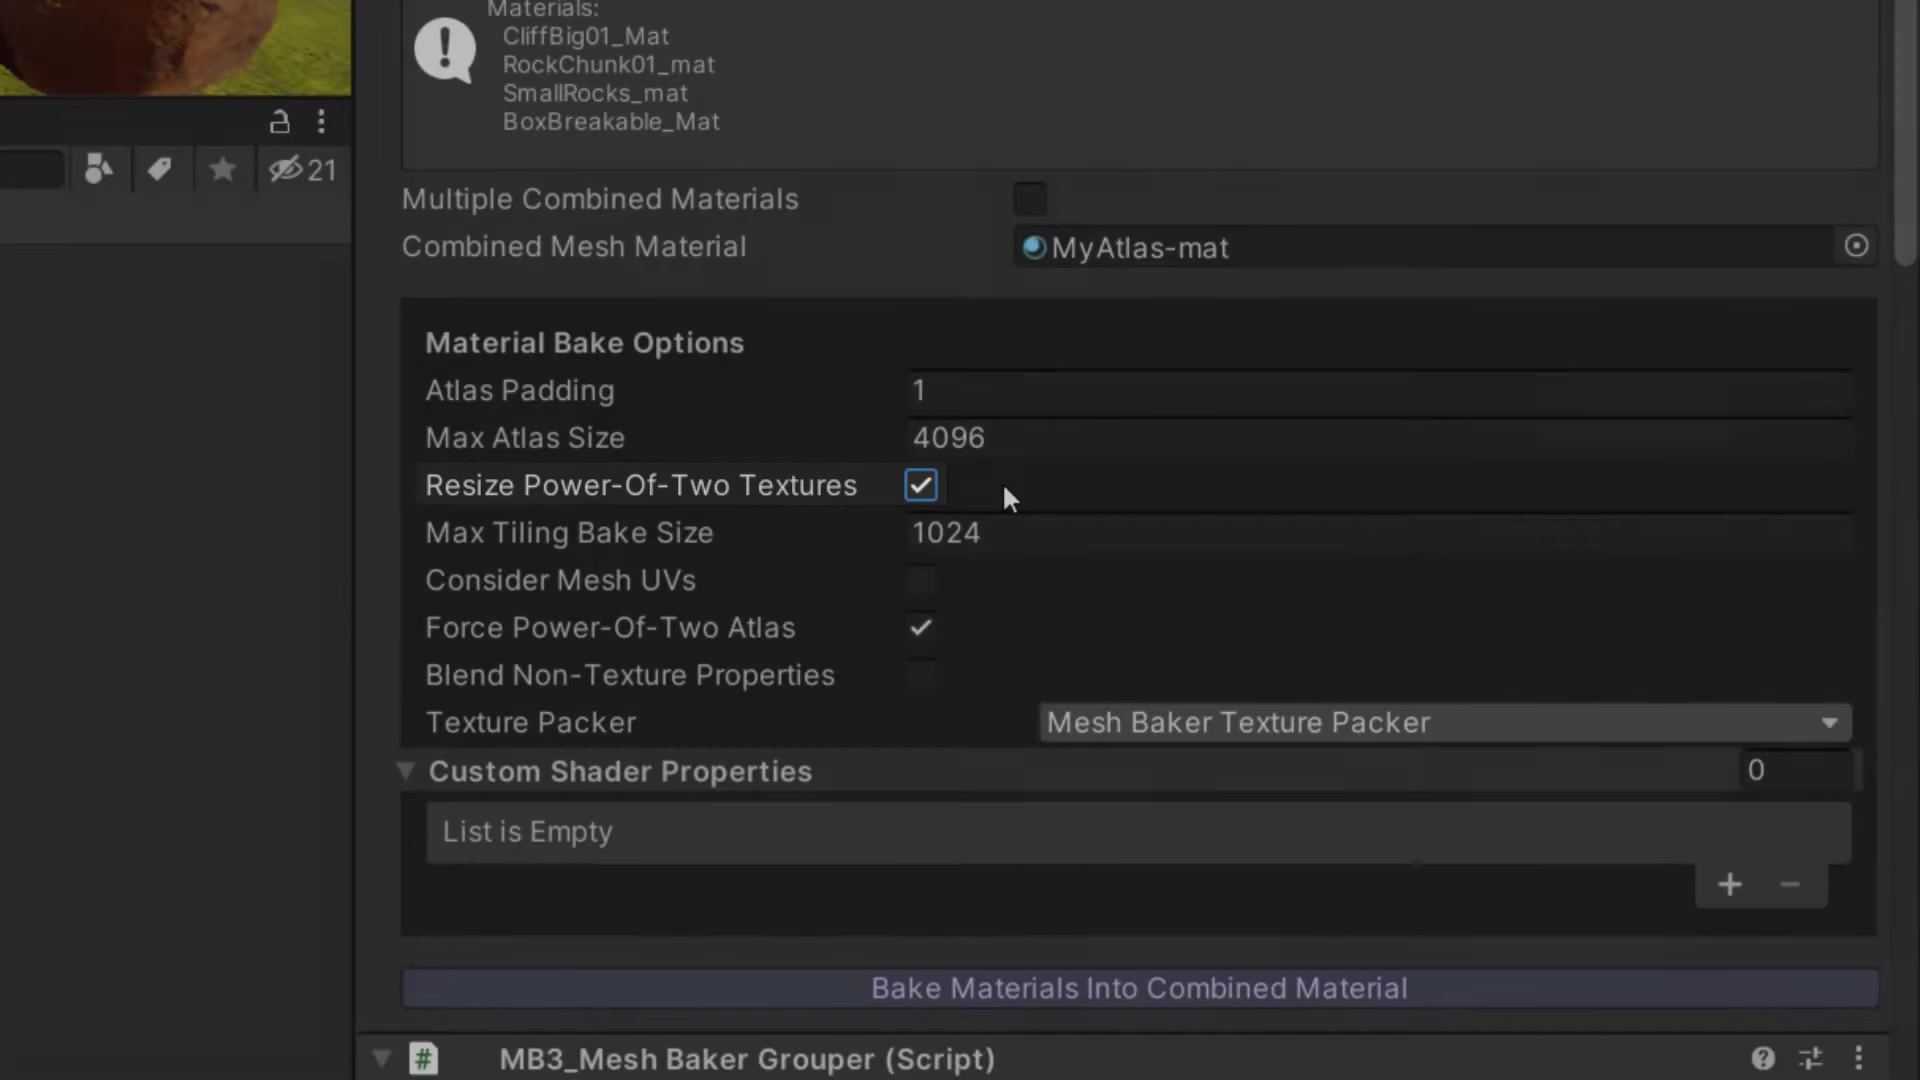 Materials:
CliffBig01_Mat
RockChunk01_mat
SmallRocks_mat
BoxBreakable_Mat
21
Multiple Combined Materials
Combined Mesh Material MyAtlas-mat
Material Bake Options
Atlas Padding 1
Max Atlas Size 4096
Resize Power-Of-Two Textures
Max Tiling Bake Size 1024
Consider Mesh UVs
Force Power-Of-Two Atlas
Blend Non-Texture Properties
Texture Packer Mesh Baker Texture Packer
Custom Shader Properties 0
List is Empty
Bake Materials Into Combined Material
# MB3_Mesh Baker Grouper (Script)